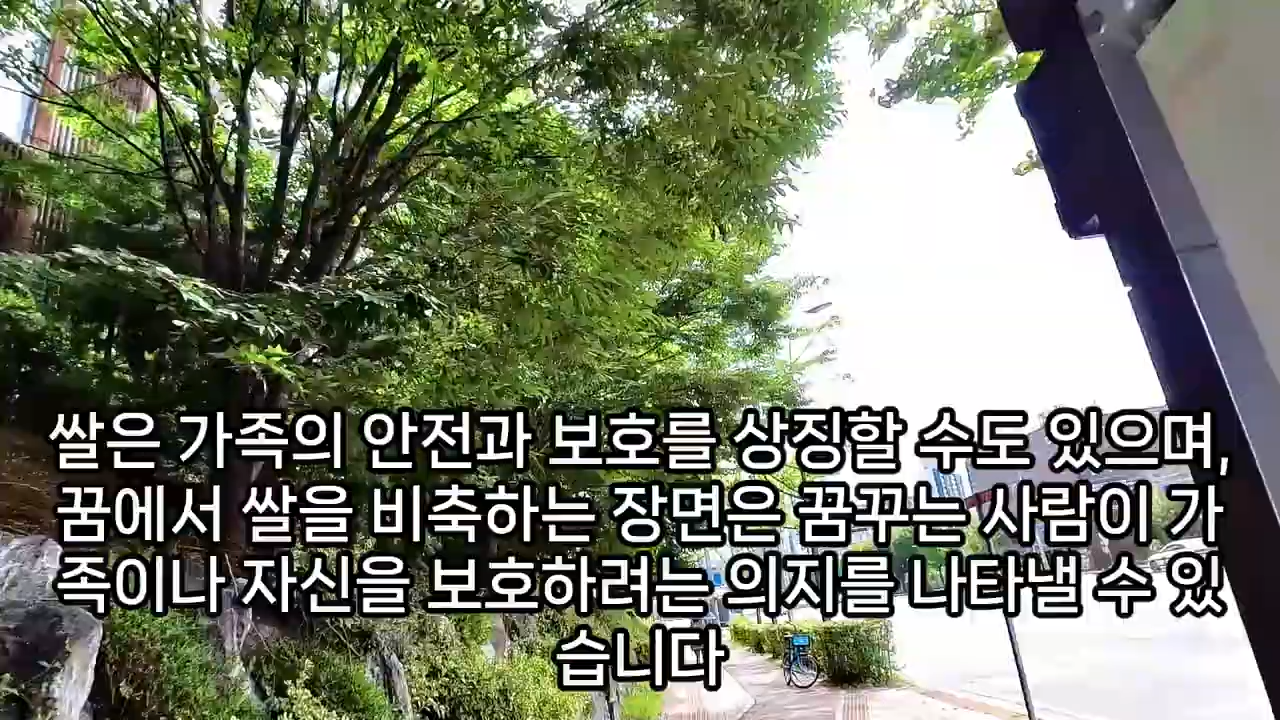 쌀은 가족의 안전과 보호를 상징할 수도 있으며,
꿈에서 쌀을 비축하는 장면은 꿈꾸는 사람이 가
족이나 자신을 보호하려는 의지를 나타낼 수 있
습니다